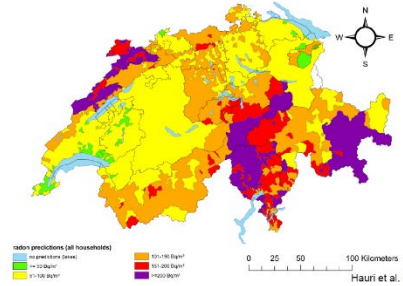 N
W E
S
radon predictions (all households)
no predictions (lakes)
<= 50 Bq/m³
51-100 Bq/m³
101-150 Bq/m³
151-200 Bq/m³
>=200 Bq/m³
0 25 50 100 Kilometers
Hauri et al.